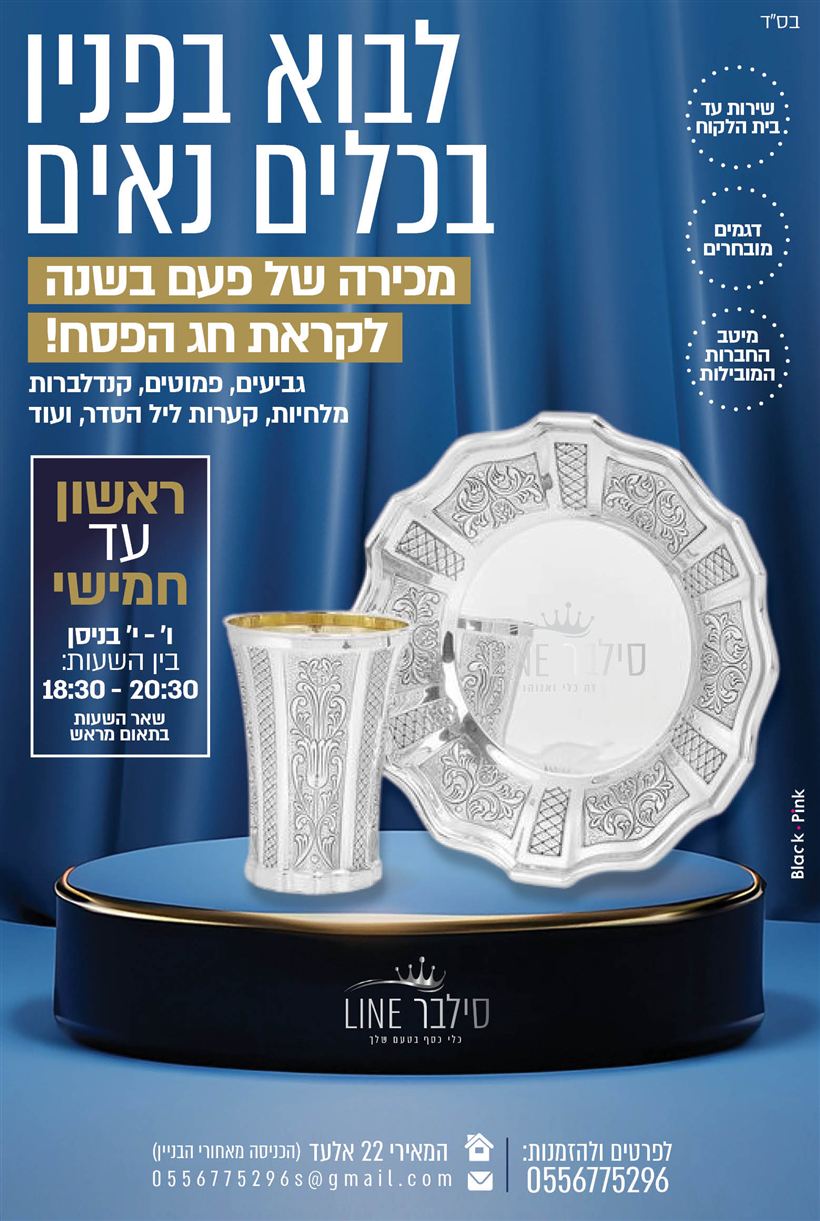 בס"ד
לבוא בפניו
בכלים נאים
מכירה של פעם בשנה
לקראת חג הפסח!
גביעים, פמוטים, קנדלברות
מלחיות, קערות ליל הסדר, ועוד
שירות עד
בית הלקוח
דגמים
מובחרים
מיטב
החברות
המובילות
ראשון
עד
חמישי
ו' - י' בניסן
בין השעות:
18:30 - 20:30
שאר השעות
בתאום מראש
סילבר LINE
Black Pink
סילבר LINE
כלי כסף בטעם שלך
לפרטים ולהזמנות:
0556775296
המאירי 22 אלעד (הכניסה מאחורי הבניין)
0556775296s@gmail.com